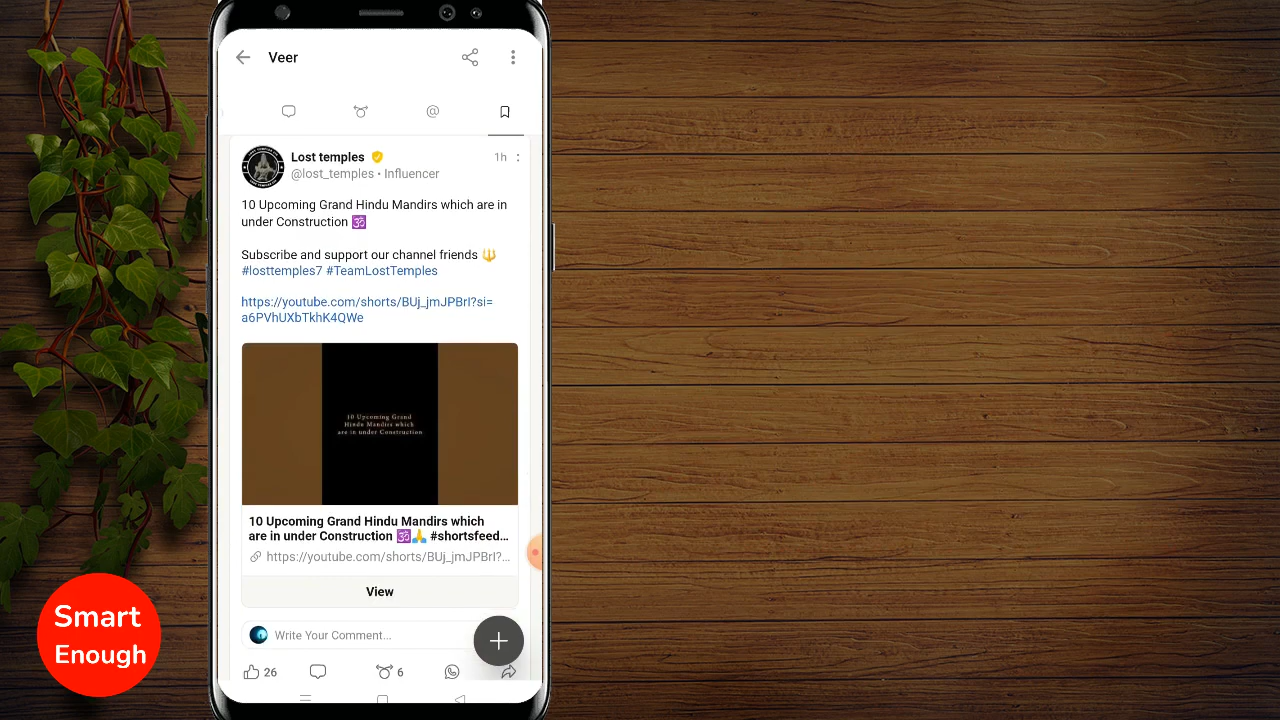 Veer
Lost temples
1h
@lost_temples • Influencer
10 Upcoming Grand Hindu Mandirs which are in
under Construction 🕉️
Subscribe and support our channel friends 🔱
#losttemples7 #TeamLostTemples
https://youtube.com/shorts/BUj_jmJPBrI?si=
a6PVhUXbTkhK4QWe
10 Upcoming Grand
Hindu Mandirs which
are in under Construction
10 Upcoming Grand Hindu Mandirs which
are in under Construction 🕉️🙏 #shortsfeed...
https://youtube.com/shorts/BUj_jmJPBrI?...
View
Write Your Comment...
26
6
Smart
Enough